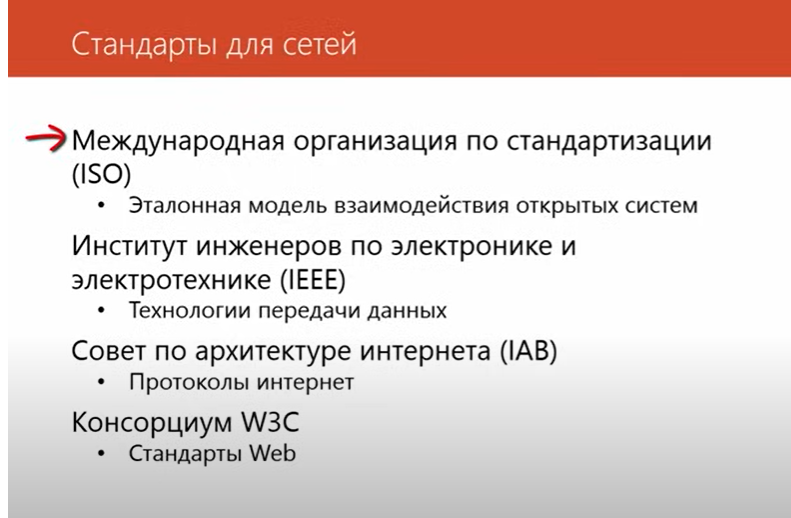 Стандарты для сетей
Международная организация по стандартизации
(ISO)
• Эталонная модель взаимодействия открытых систем
Институт инженеров по электронике и
электротехнике (IEEE)
• Технологии передачи данных
Совет по архитектуре интернета (IAB)
• Протоколы интернет
Консорциум W3C
• Стандарты Web